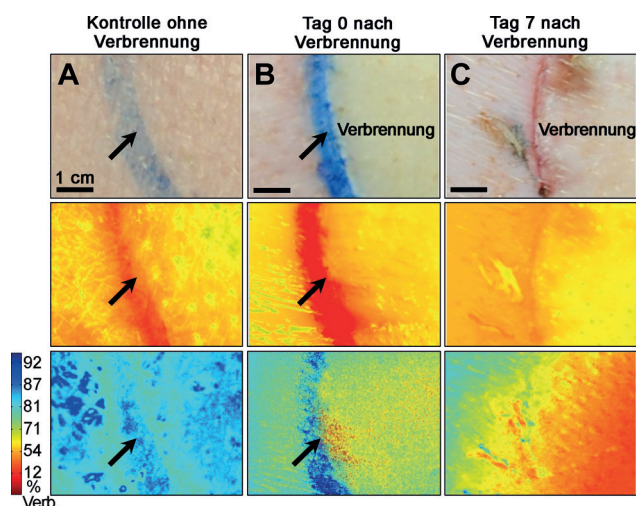 Kontrolle ohne
Verbrennung
Tag 0 nach
Verbrennung
Tag 7 nach
Verbrennung
A
B
C
Verbrennung
Verbrennung
1 cm
92
87
81
71
54
12
%
Verb.